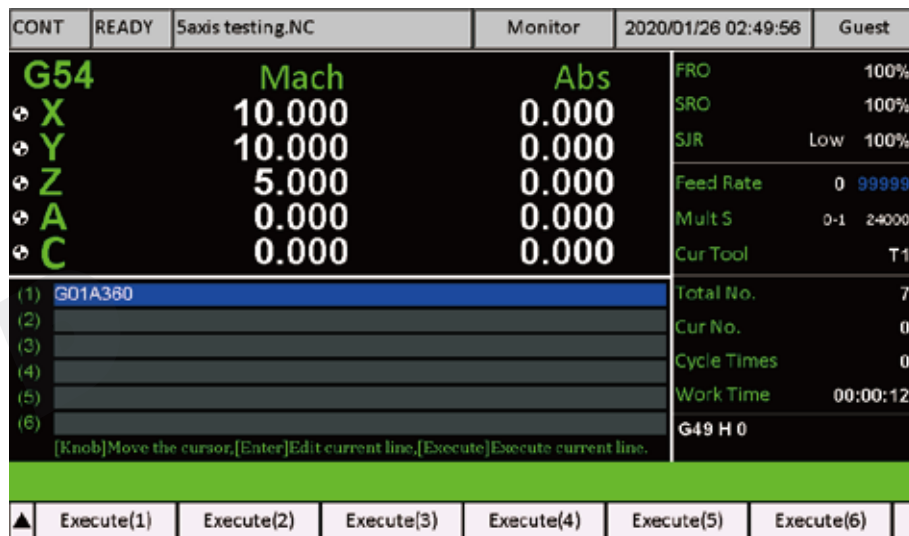 CONT READY 5axis testing.NC Monitor 2020/01/26 02:49:56 Guest
G54 Mach Abs
X 10.000 0.000
Y 10.000 0.000
Z 5.000 0.000
A 0.000 0.000
C 0.000 0.000
FRO 100%
SRO 100%
SJR Low 100%
Feed Rate 0 99999
Mult S 0-1 24000
Cur Tool T1
(1) G01A360
(2)
(3)
(4)
(5)
(6)
[Knob]Move the cursor,[Enter]Edit current line,[Execute]Execute current line.
Total No. 7
Cur No. 0
Cycle Times 0
Work Time 00:00:12
G49 H 0
▲ Execute(1) Execute(2) Execute(3) Execute(4) Execute(5) Execute(6)